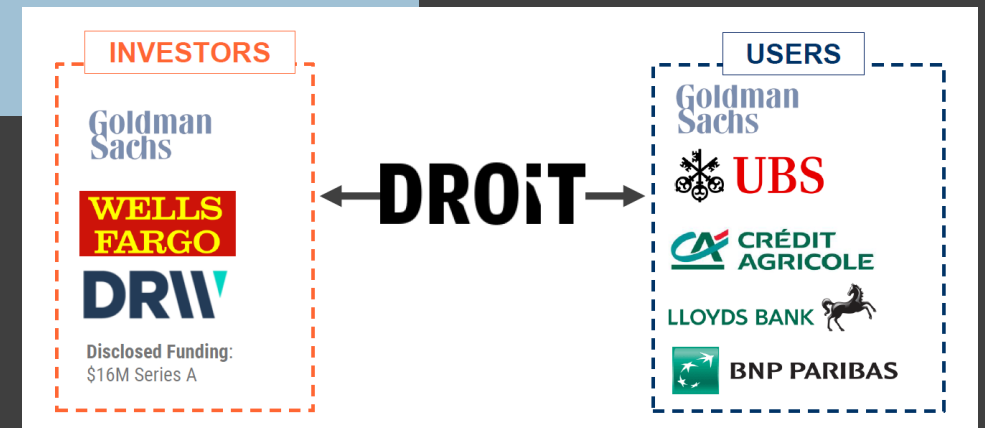 INVESTORS
Goldman
Sachs
WELLS
FARGO
DRW
Disclosed Funding:
$16M Series A
DROiT
USERS
Goldman
Sachs
UBS
CA CRÉDIT
AGRICOLE
LLOYDS BANK
BNP PARIBAS